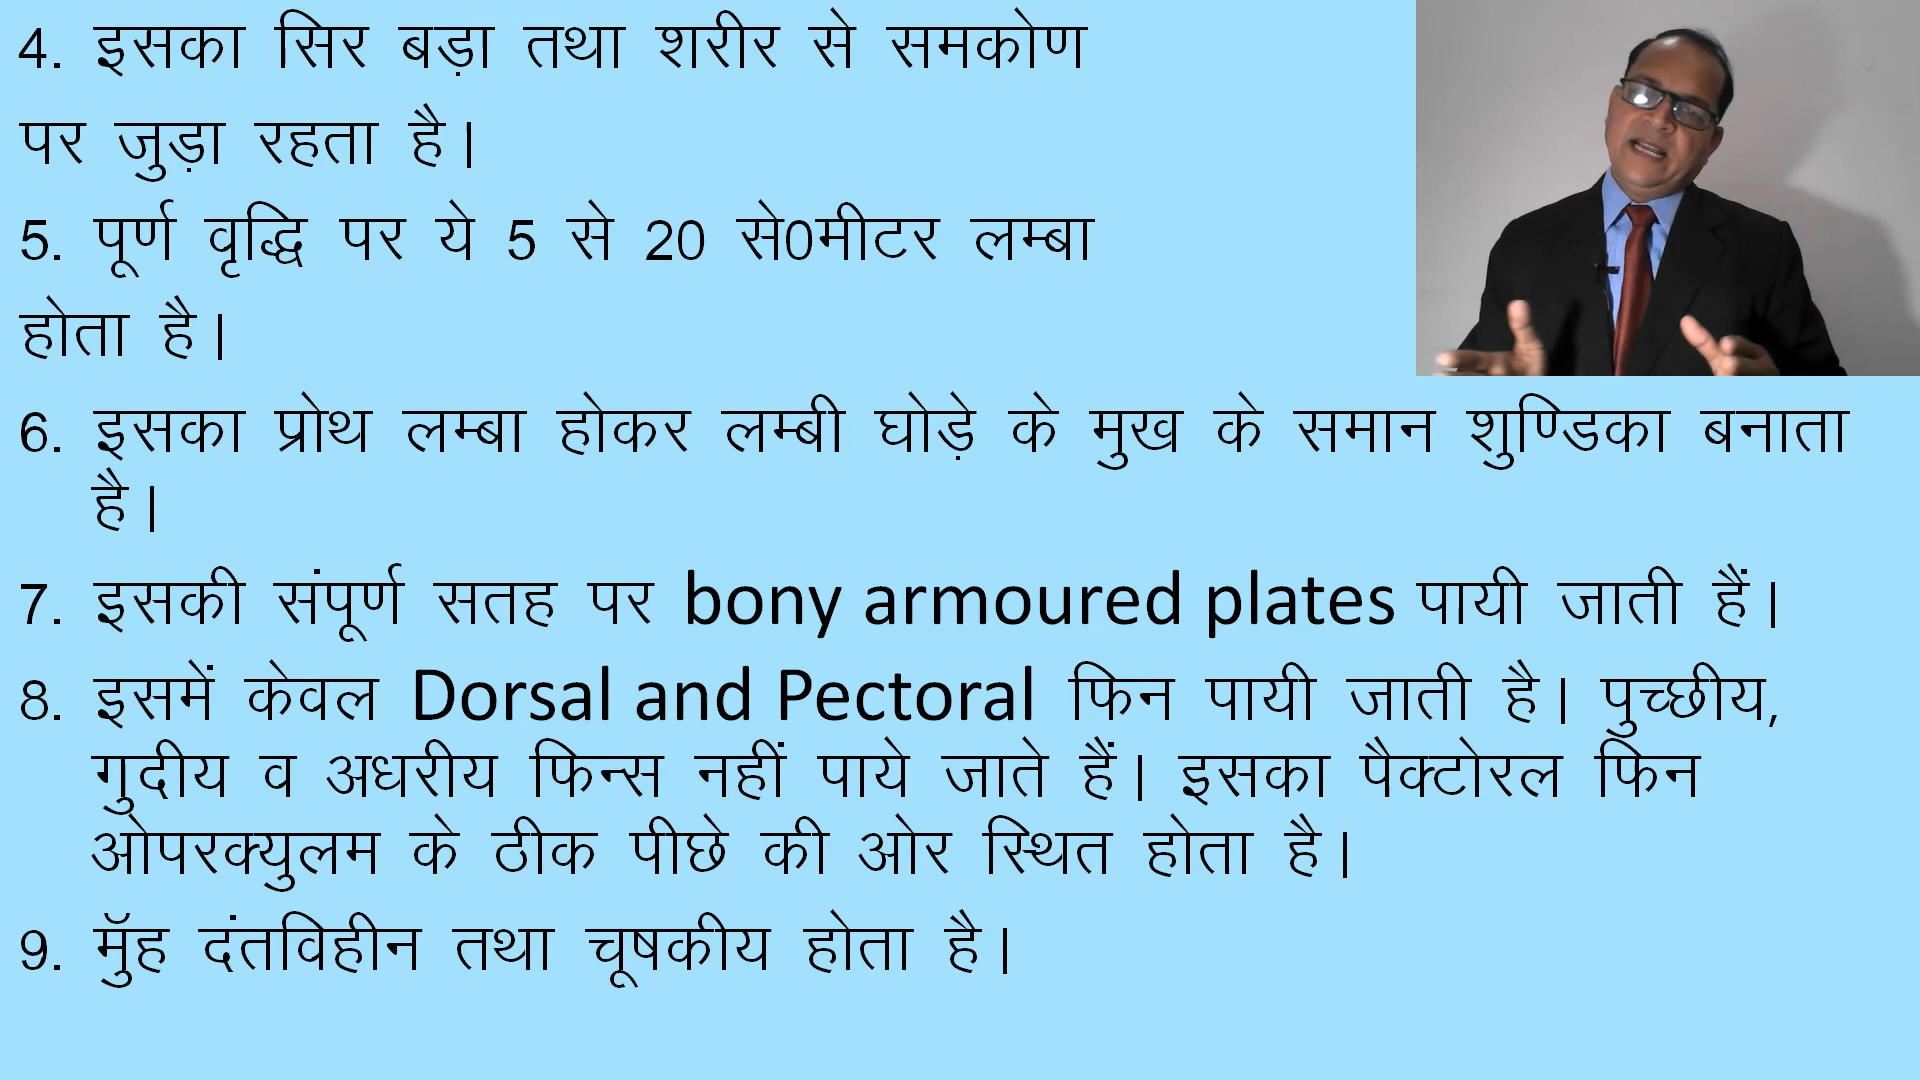 4. इसका सिर बड़ा तथा शरीर से समकोण
पर जुड़ा रहता है।
5. पूर्ण वृद्धि पर ये 5 से 20 से0मीटर लम्बा
होता है।
6. इसका प्रोथ लम्बा होकर लम्बी घोड़े के मुख के समान शुण्डिका बनाता
है।
7. इसकी संपूर्ण सतह पर bony armoured plates पायी जाती हैं।
8. इसमें केवल Dorsal and Pectoral फिन पायी जाती है। पुच्छीय,
गुदीय व अधरीय फिन्स नहीं पाये जाते हैं। इसका पैक्टोरल फिन
ओपरक्युलम के ठीक पीछे की ओर स्थित होता है।
9. मुॅह दंतविहीन तथा चूषकीय होता है।